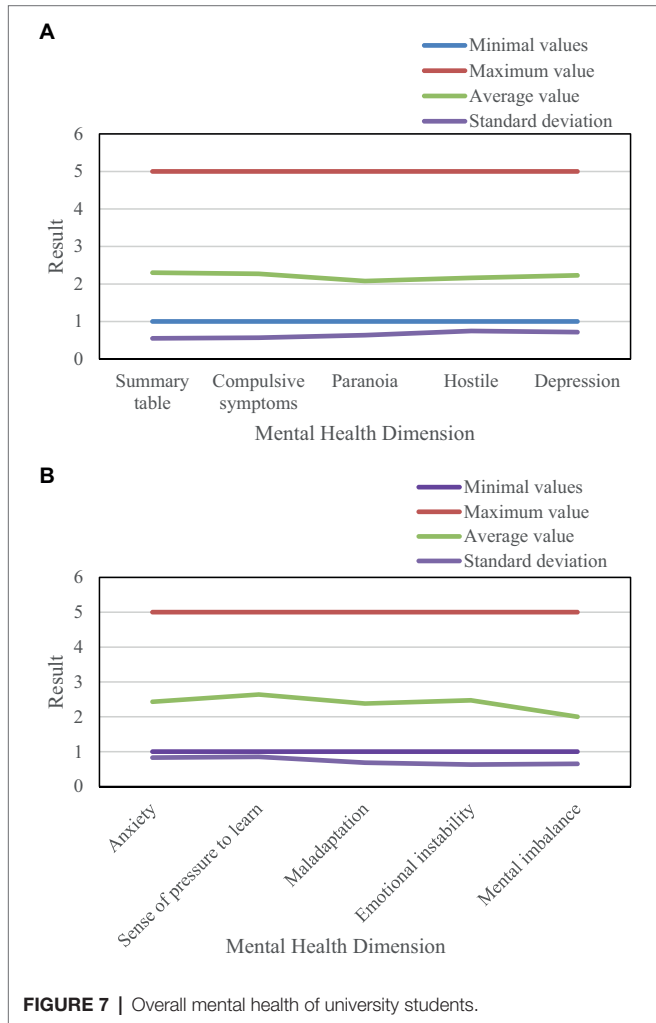 A
Minimal values
Maximum value
Average value
Standard deviation
6
5
4
3
2
1
0
Result
Summary
table
Compulsive
symptoms
Paranoia
Hostile
Depression
Mental Health Dimension
B
Minimal values
Maximum value
Average value
Standard deviation
6
5
4
3
2
1
0
Result
Anxiety
Sense of pressure to learn
Maladaptation
Emotional instability
Mental imbalance
Mental Health Dimension
FIGURE 7 | Overall mental health of university students.